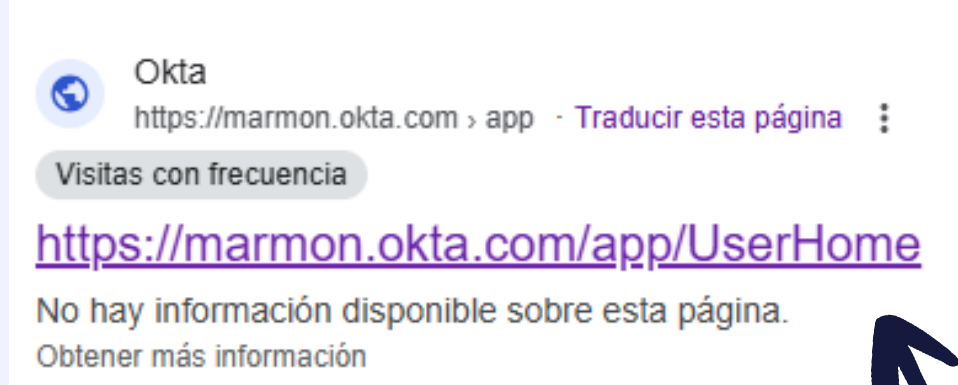 Okta
https://marmon.okta.com › app · Traducir esta página
Visitas con frecuencia
https://marmon.okta.com/app/UserHome
No hay información disponible sobre esta página.
Obtener más información